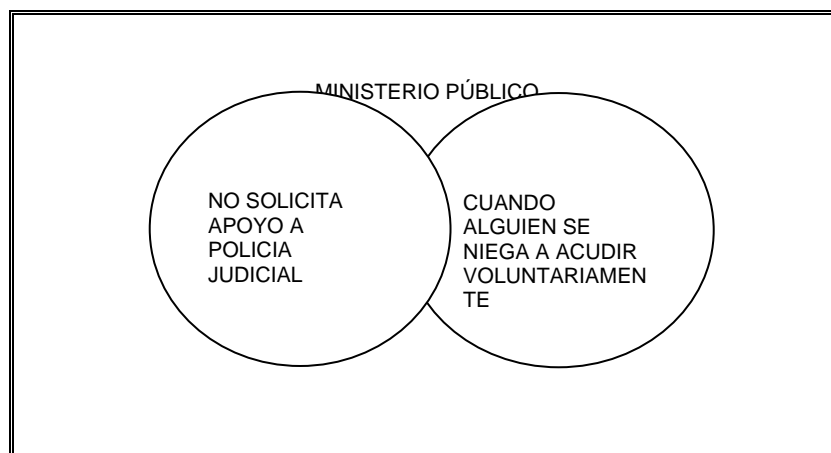 MINISTERIO PÚBLICO
NO SOLICITA
APOYO A
POLICIA
JUDICIAL
CUANDO
ALGUIEN SE
NIEGA A ACUDIR
VOLUNTARIAMEN
TE